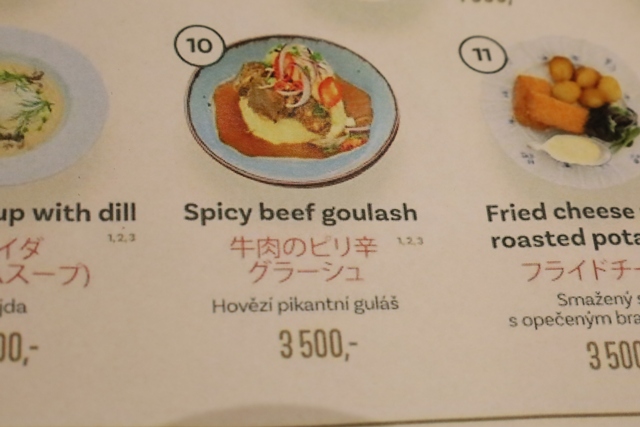 10
11
up with dill
1,2,3
イダ
スープ)
jda
00,-
Spicy beef goulash
牛肉のピリ辛
1,2,3
グラーシュ
Hovězí pikantní guláš
3 500,-
Fried cheese
roasted pota
フライドチ
Smažený s
s opečeným bra
3 500